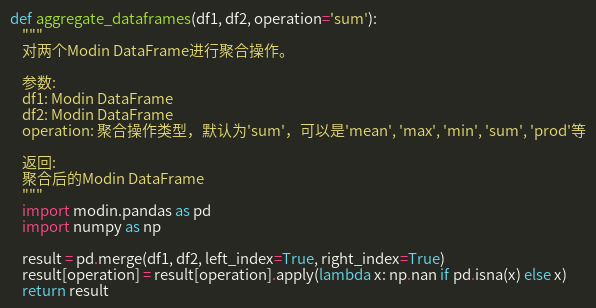 def aggregate_dataframes(df1, df2, operation='sum'):
"""
对两个Modin DataFrame进行聚合操作。
参数:
df1: Modin DataFrame
df2: Modin DataFrame
operation: 聚合操作类型，默认为'sum'，可以是'mean', 'max', 'min', 'sum', 'prod'等
返回:
聚合后的Modin DataFrame
"""
import modin.pandas as pd
import numpy as np
result = pd.merge(df1, df2, left_index=True, right_index=True)
result[operation] = result[operation].apply(lambda x: np.nan if pd.isna(x) else x)
return result